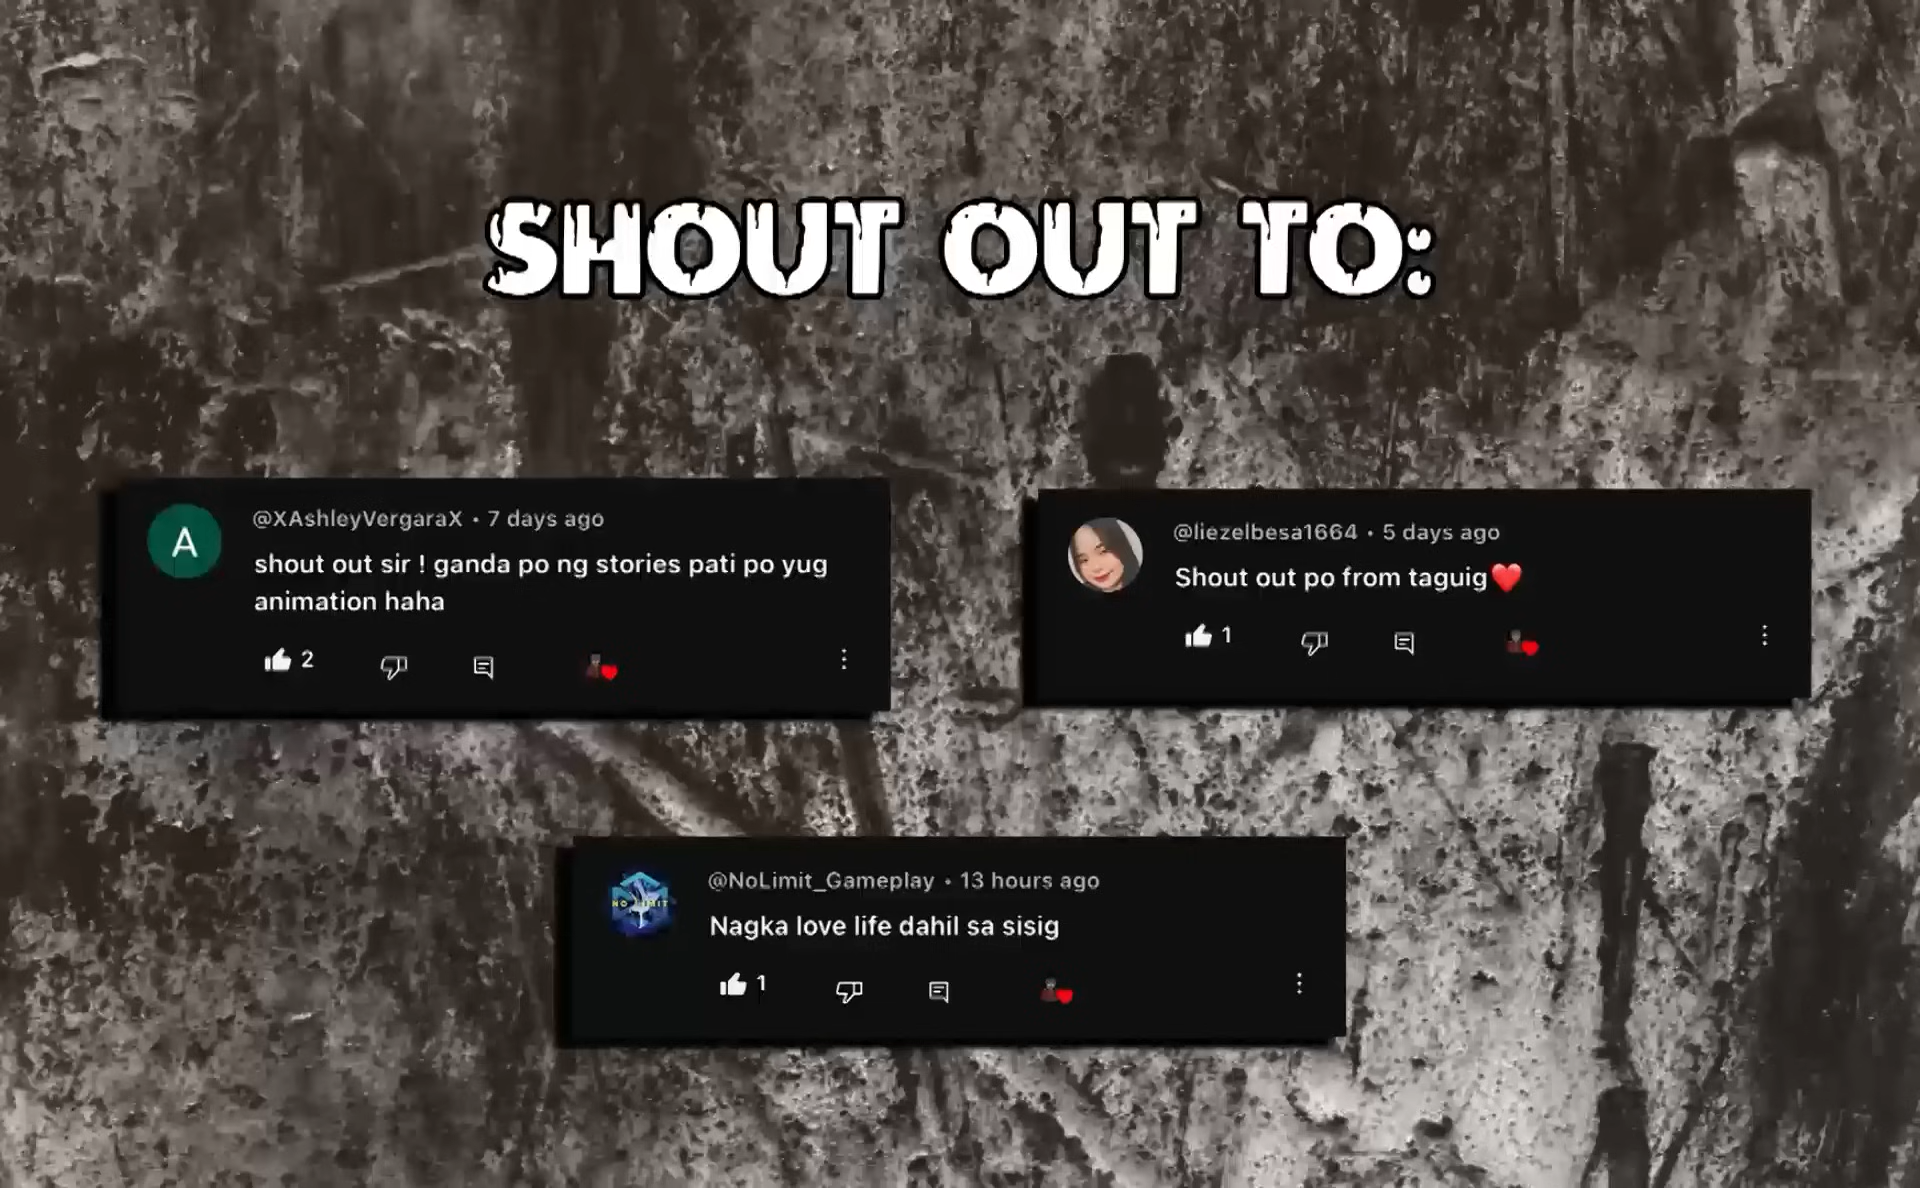 SHOUT OUT TO:
@XAshleyVergaraX • 7 days ago
shout out sir ! ganda po ng stories pati po yug
animation haha
2
@liezelbesa1664 • 5 days ago
Shout out po from taguig❤️
1
@NoLimit_Gameplay • 13 hours ago
Nagka love life dahil sa sisig
1
A
NO LIMIT